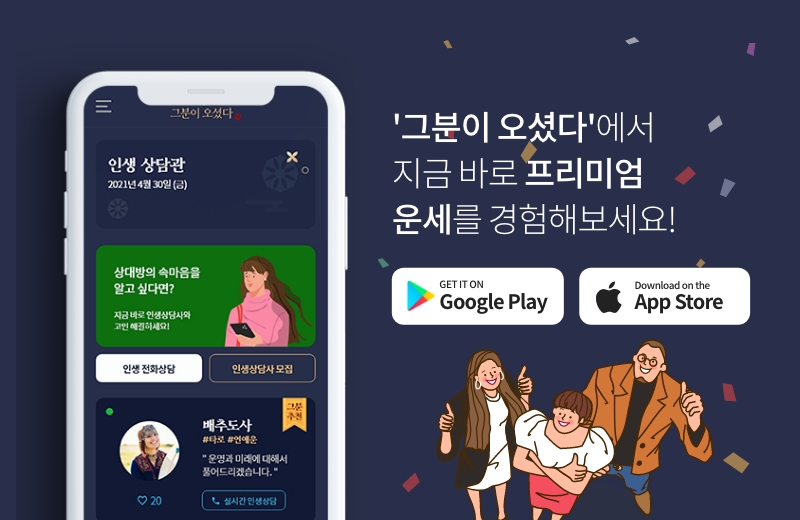 그분이 오셨다
인생 상담관
2021년 4월 30일 (금)
상대방의 속마음을
알고 싶다면?
지금 바로 인생상담사와
고민 해결하세요!
인생 전화상담
인생상담사 모집
그분
추천
배추도사
#타로 #연애운
" 운명과 미래에 대해서
풀어드리겠습니다. "
20
실시간 인생상담
'그분이 오셨다'에서
지금 바로 프리미엄
운세를 경험해보세요!
GET IT ON
Google Play
Download on the
App Store